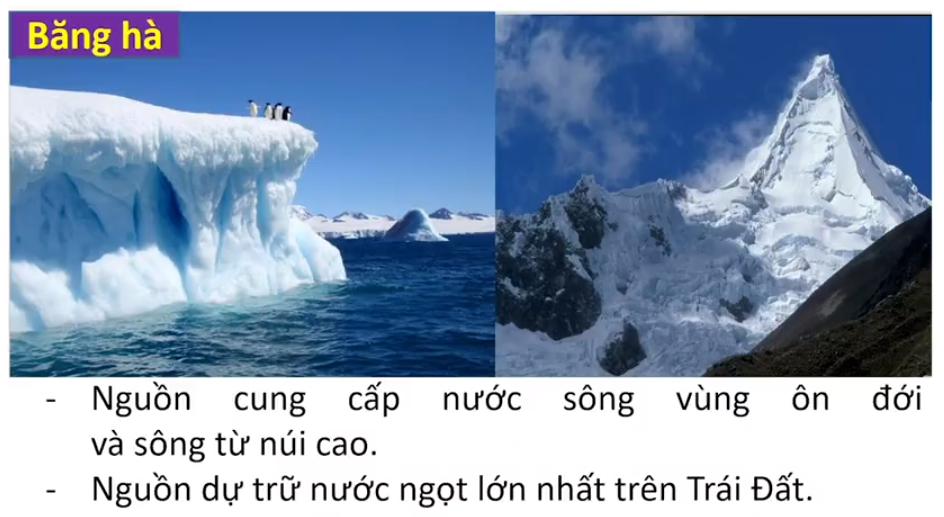 Băng hà
- Nguồn cung cấp nước sông vùng ôn đới
và sông từ núi cao.
- Nguồn dự trữ nước ngọt lớn nhất trên Trái Đất.